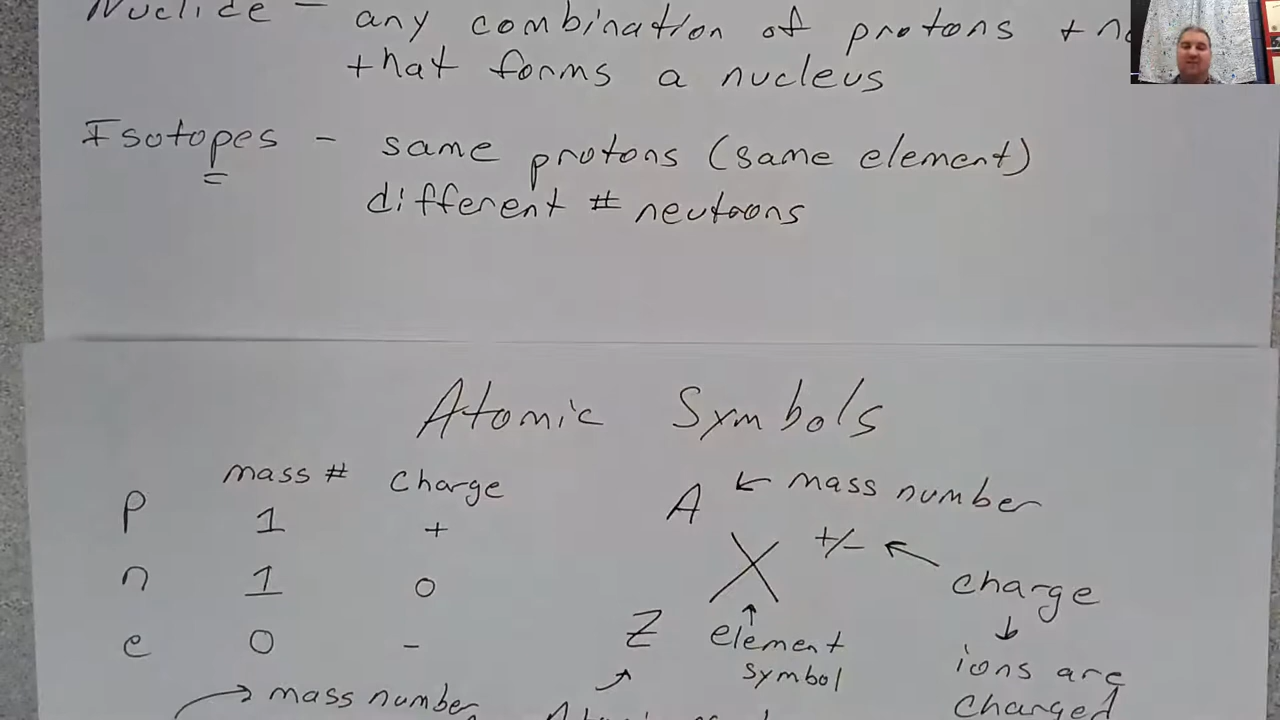 Nuclide - any combination of protons +
that forms a nucleus
Isotopes - same protons (same element)
different # neutrons
Atomic Symbols
mass # charge
p 1 +
n 1 0
e 0 -
A ← mass number
X +/- ← charge
↓
Z ↑ element symbol
ions are
charged
→ mass number